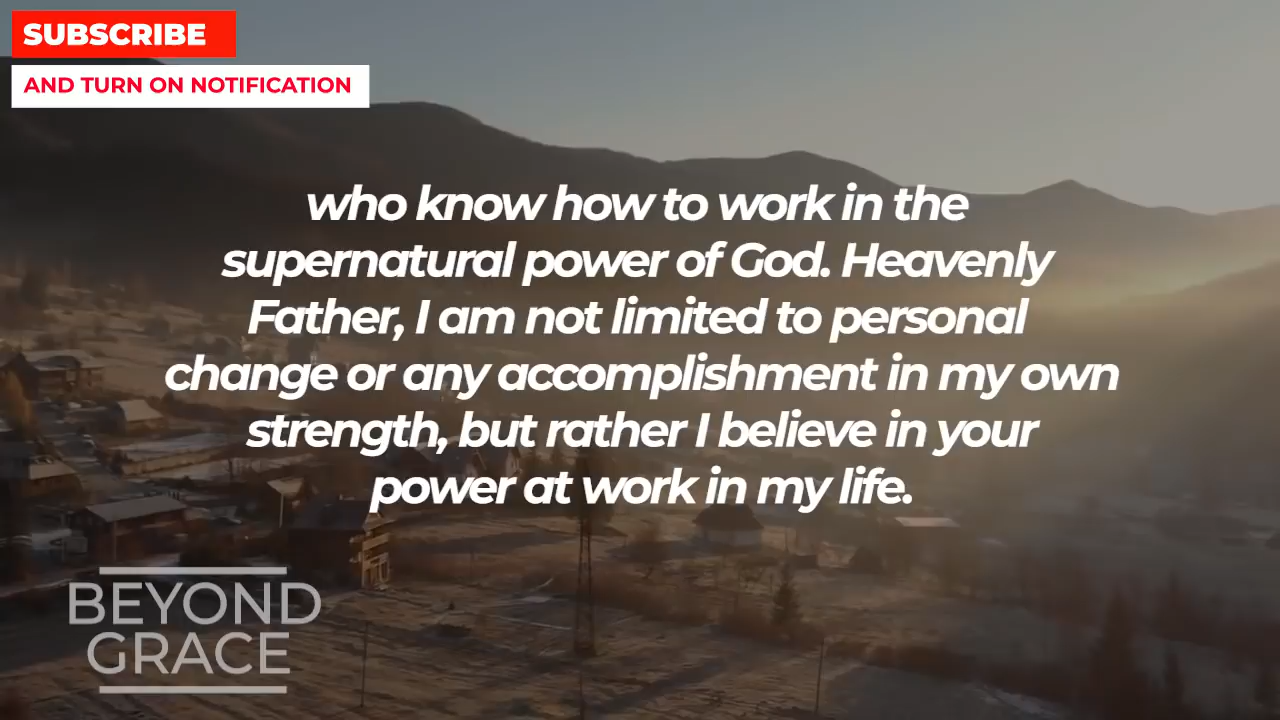 SUBSCRIBE
AND TURN ON NOTIFICATION
who know how to work in the
supernatural power of God. Heavenly
Father, I am not limited to personal
change or any accomplishment in my own
strength, but rather I believe in your
power at work in my life.
BEYOND
GRACE